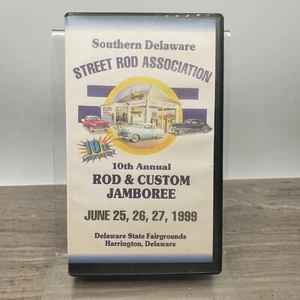 Southern Delaware
STREET ROD ASSOCIATION
10th
ANNIVERSARY
10th Annual
ROD & CUSTOM
JAMBOREE
JUNE 25, 26, 27, 1999
Delaware State Fairgrounds
Harrington, Delaware